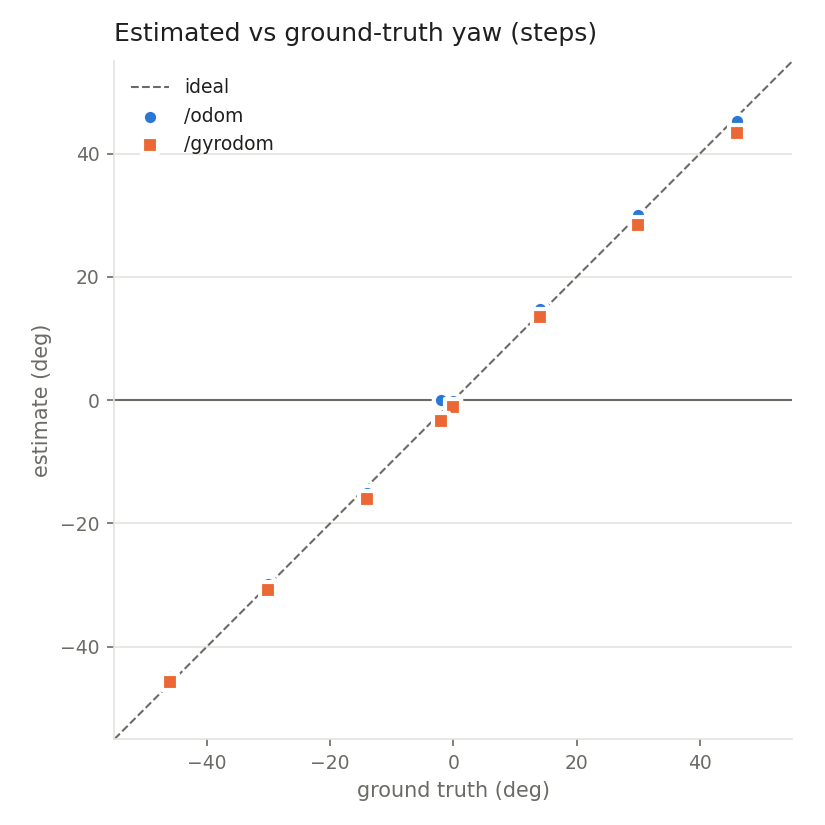 Estimated vs ground-truth yaw (steps)
ideal
/odom
/gyrodom
40
20
0
−20
−40
estimate (deg)
−40
−20
0
20
40
ground truth (deg)